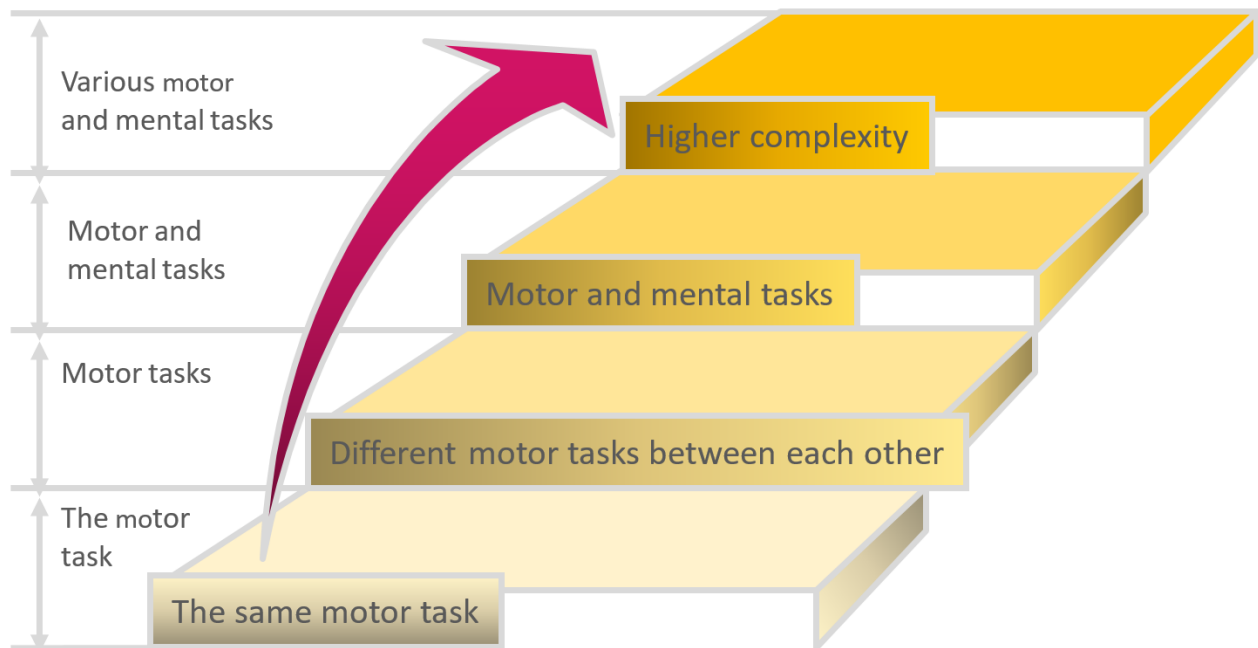 Various motor
and mental tasks
Higher complexity
Motor and
mental tasks
Motor and mental tasks
Motor tasks
Different motor tasks between each other
The motor
task
The same motor task